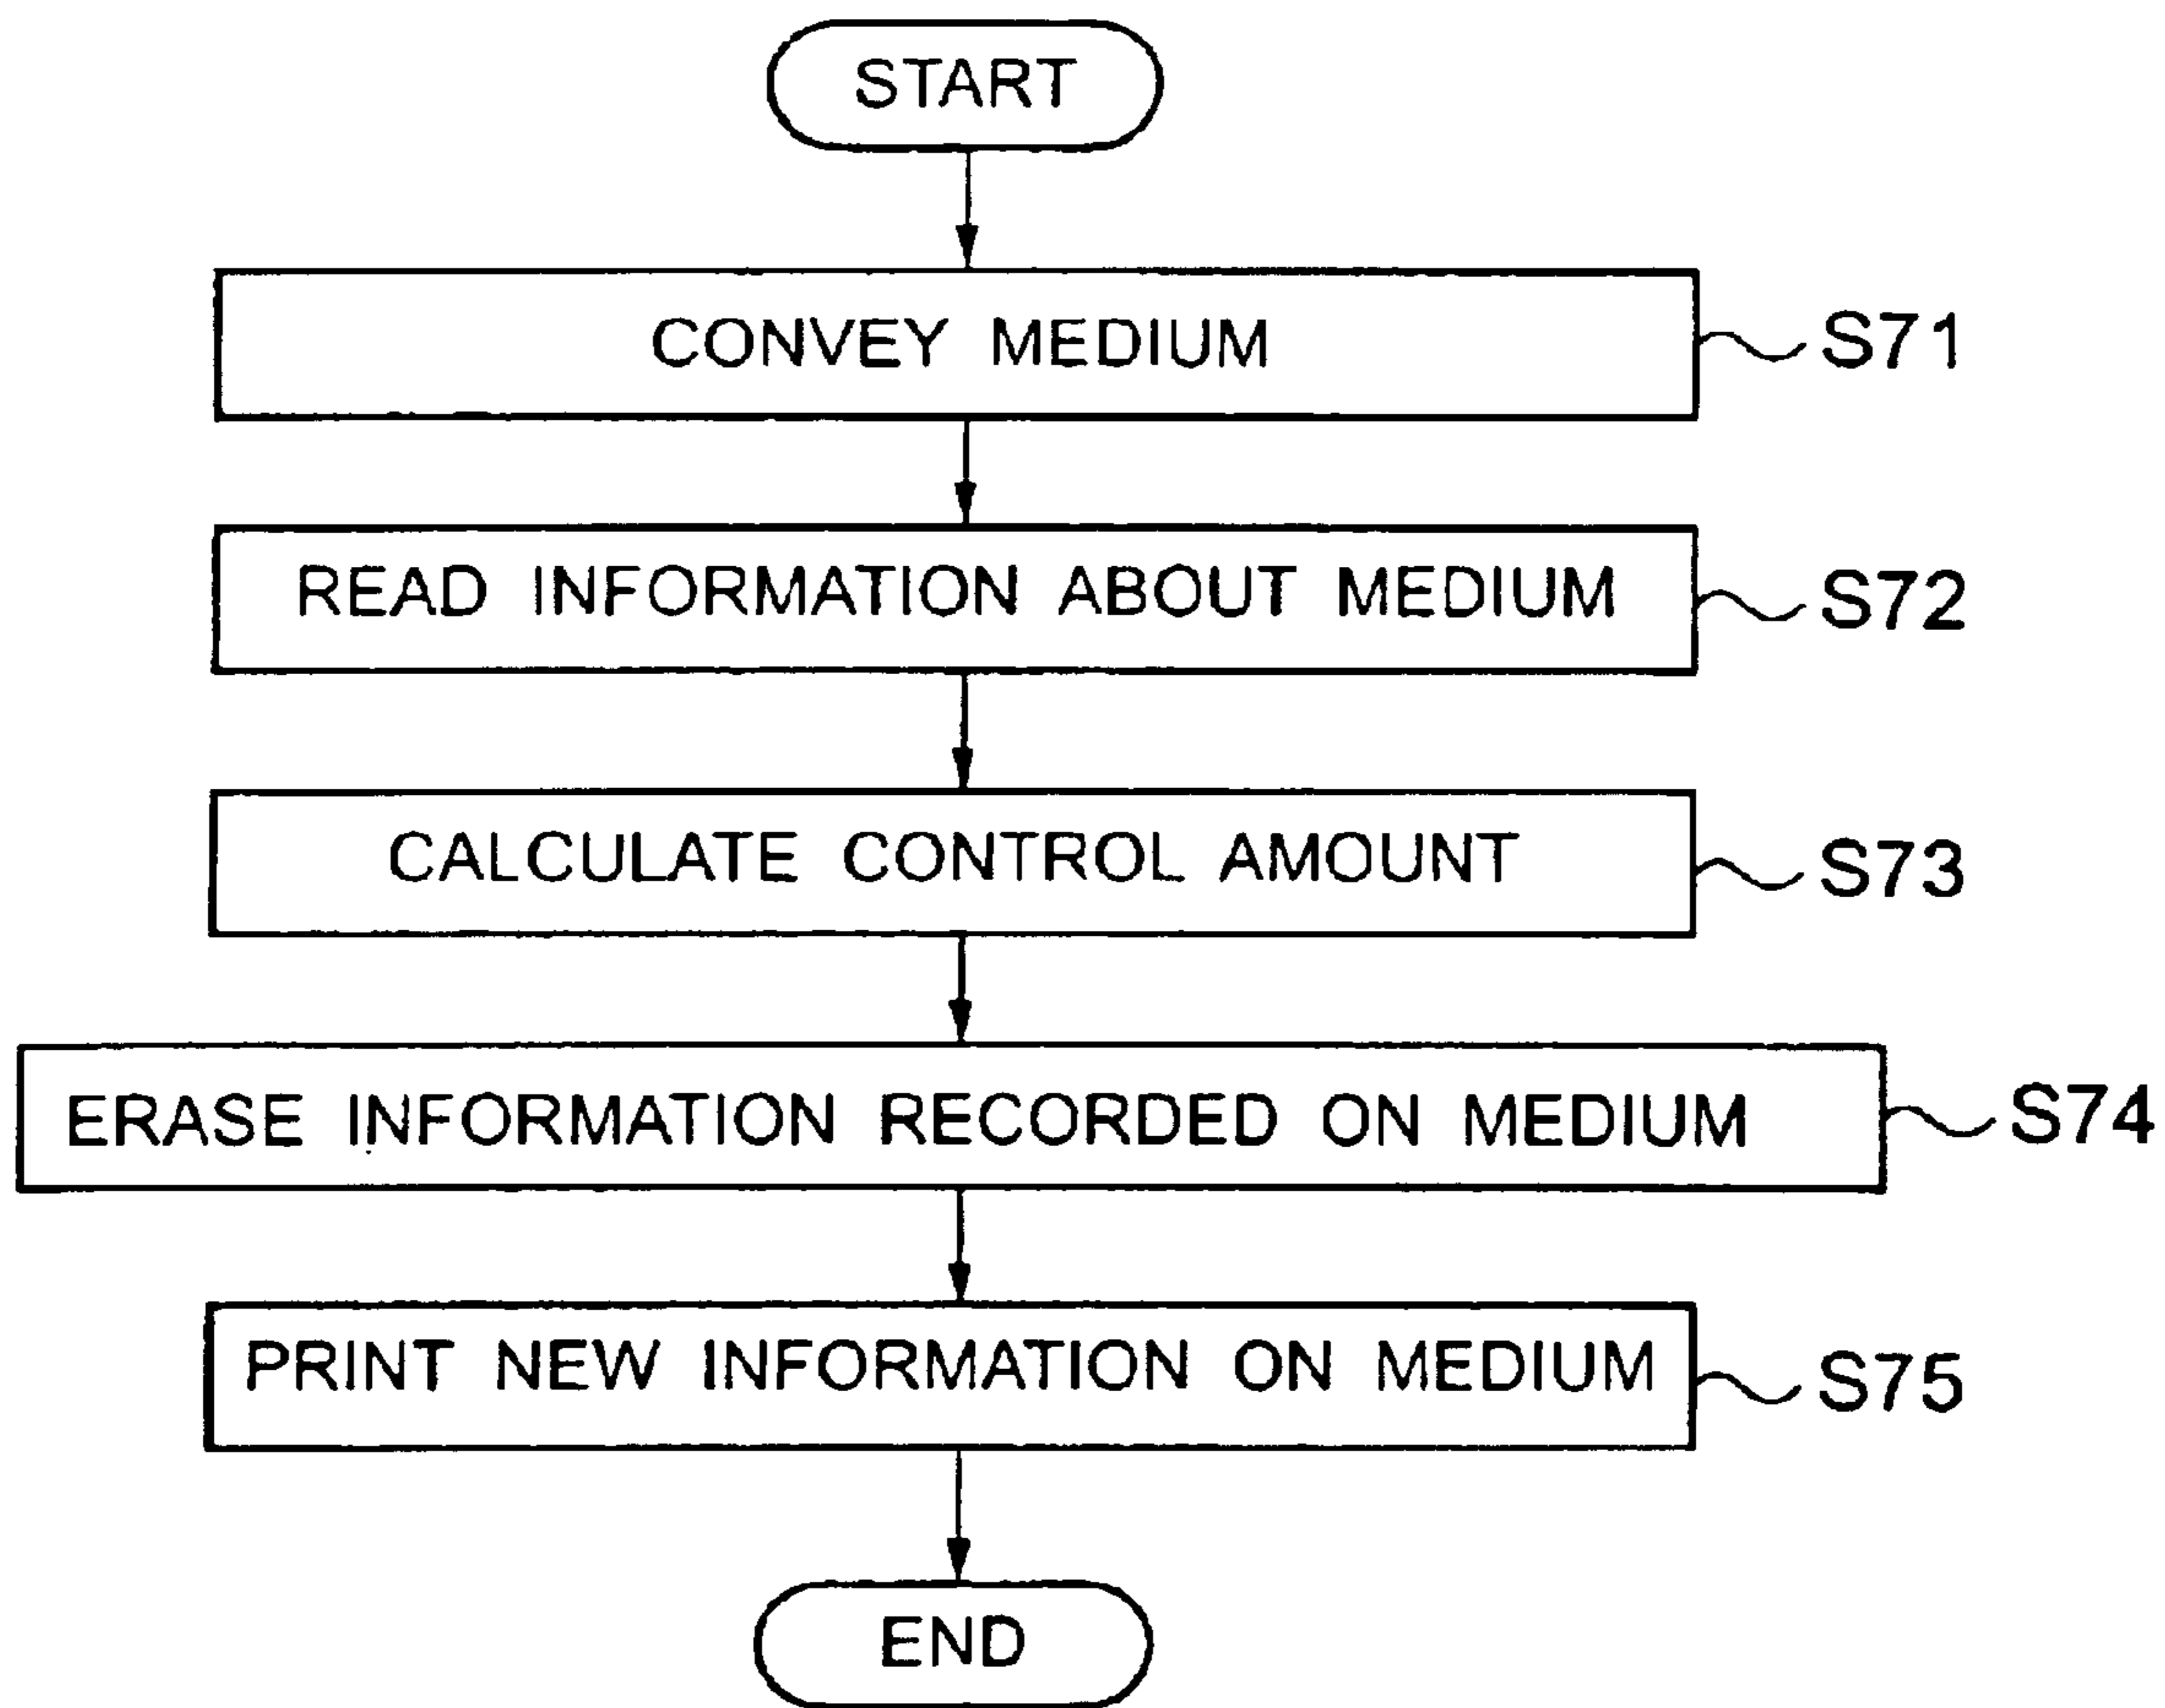 START
CONVEY MEDIUM
S71
READ INFORMATION ABOUT MEDIUM
S72
CALCULATE CONTROL AMOUNT
S73
ERASE INFORMATION RECORDED ON MEDIUM
S74
PRINT NEW INFORMATION ON MEDIUM
S75
END